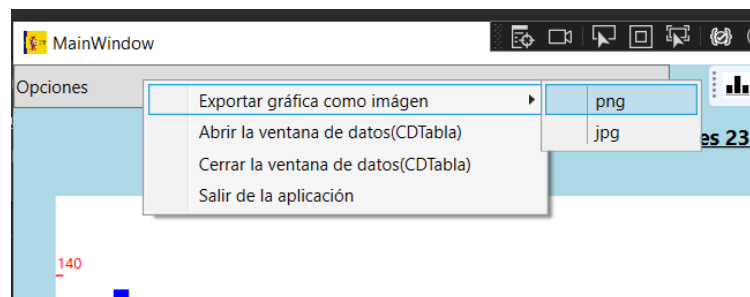 MainWindow
Opciones
Exportar gráfica como imágen
png
Abrir la ventana de datos(CDTabla)
jpg
es 23
Cerrar la ventana de datos(CDTabla)
Salir de la aplicación
140